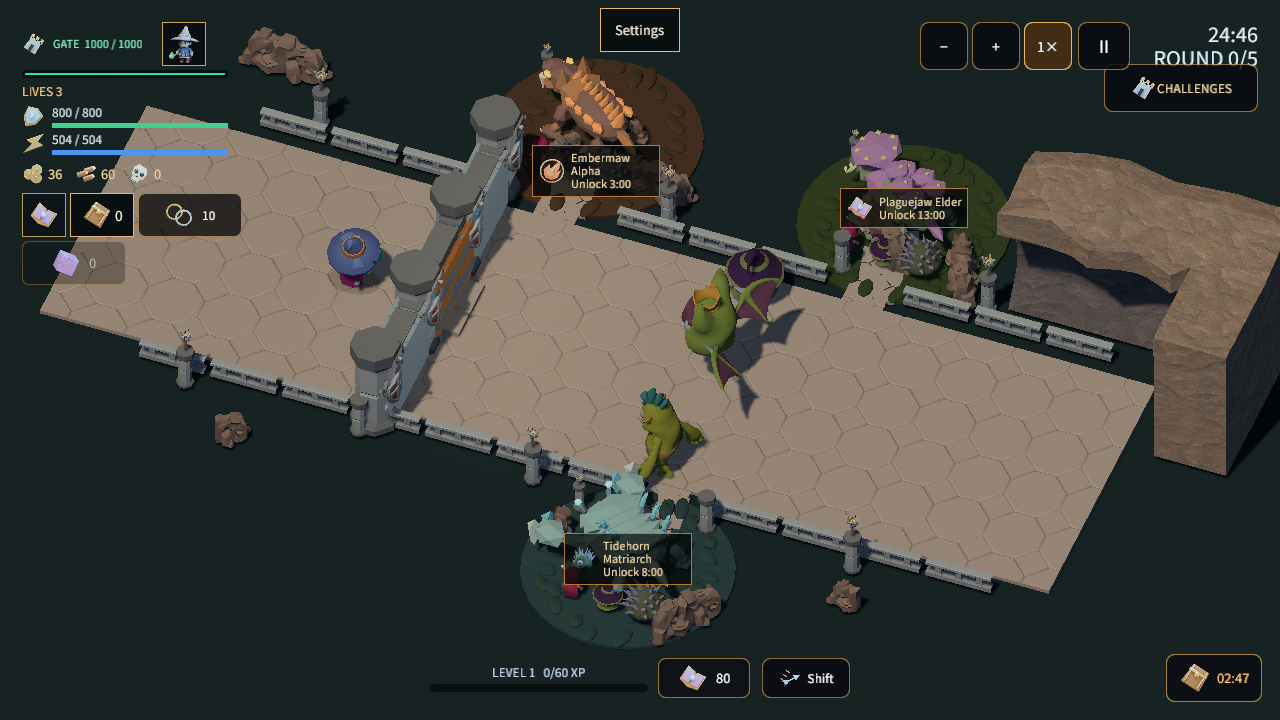 GATE 1000 / 1000
LIVES 3
800 / 800
504 / 504
36
60
0
0
10
0
Settings
−
+
1×
24:46
ROUND 0/5
CHALLENGES
Embermaw
Alpha
Unlock 3:00
Plaguejaw Elder
Unlock 13:00
Tidehorn
Matriarch
Unlock 8:00
LEVEL 1 0/60 XP
80
Shift
02:47